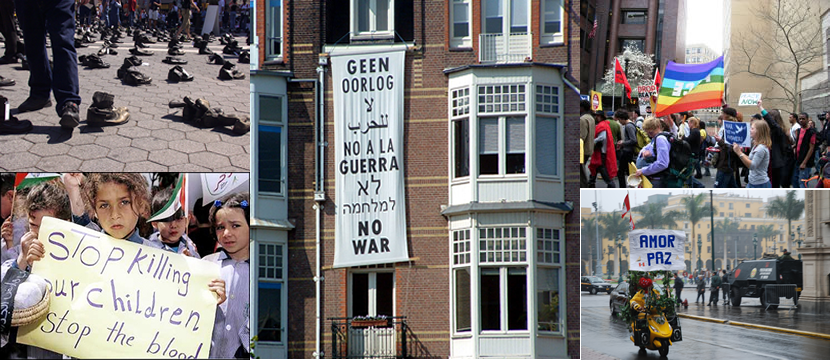 GEEN
OORLOG
لا
للحرب
NO A LA
GUERRA
לא
למלחמה
NO
WAR
Stop Killing
our children
stop the blood
AMOR
PAZ